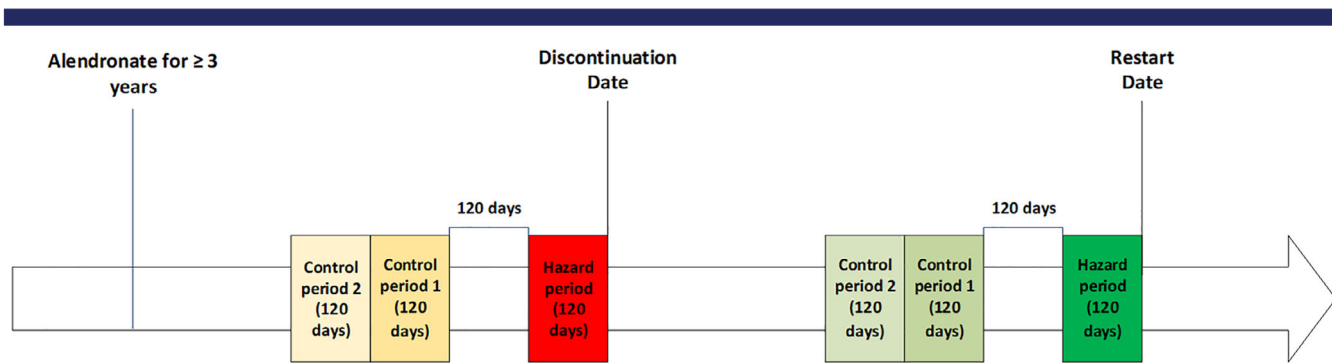 Alendronate for ≥ 3
years
Discontinuation
Date
Restart
Date
120 days
120 days
Control
period 2
(120
days)
Control
period 1
(120
days)
Hazard
period
(120
days)
Control
period 2
(120
days)
Control
period 1
(120
days)
Hazard
period
(120
days)